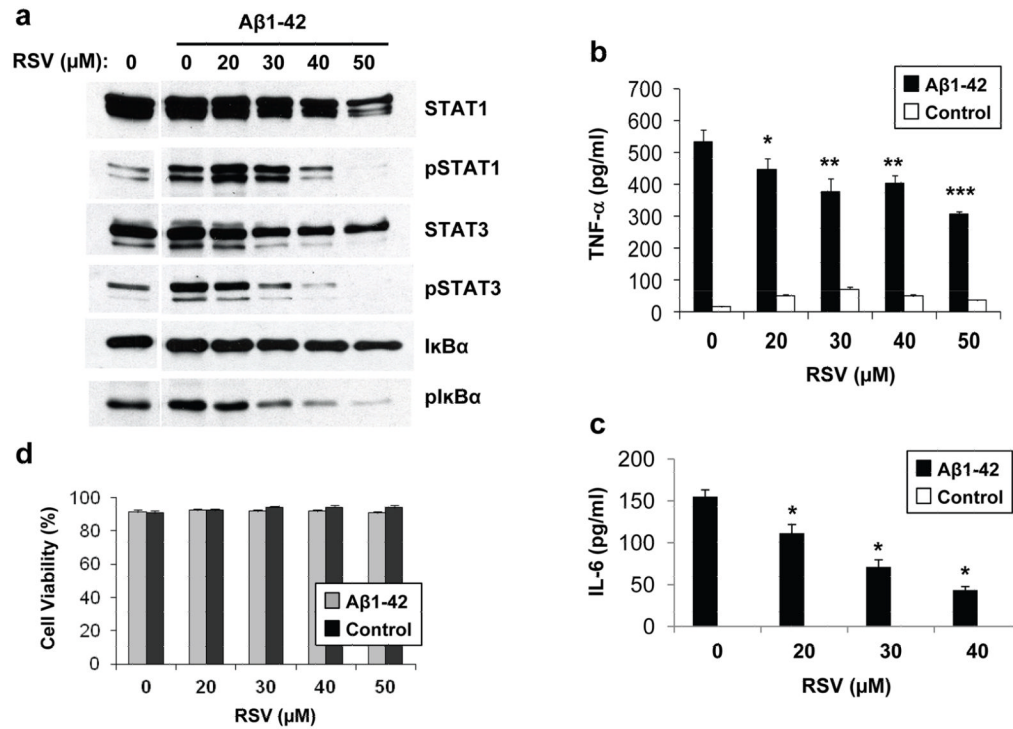 a
Aβ1-42
RSV (µM): 0 0 20 30 40 50
STAT1
pSTAT1
STAT3
pSTAT3
IκBα
pIκBα
b
TNF-α (pg/ml)
700
600
500
400
300
200
100
0
Aβ1-42
Control
*
**
**
***
0 20 30 40 50
RSV (µM)
c
IL-6 (pg/ml)
200
150
100
50
0
Aβ1-42
Control
*
*
*
0 20 30 40
RSV (µM)
d
Cell Viability (%)
100
80
60
40
20
0
Aβ1-42
Control
0 20 30 40 50
RSV (µM)